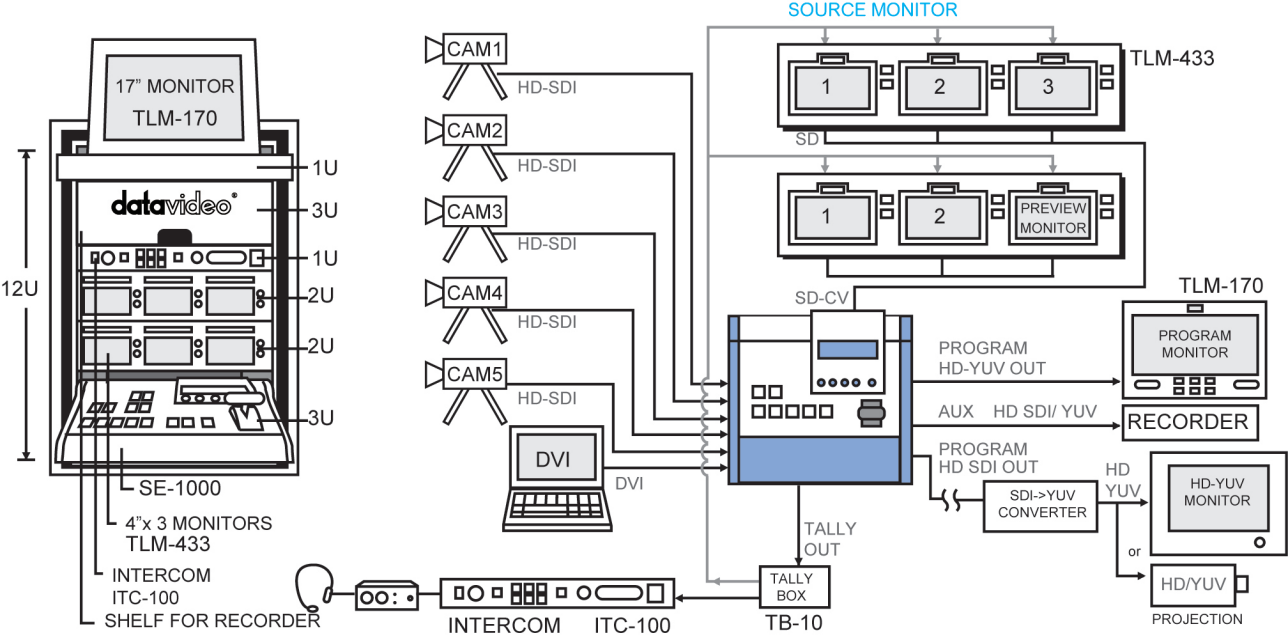 17” MONITOR
TLM-170
12U
1U
datavideo®
3U
1U
2U
2U
3U
SE-1000
4”x 3 MONITORS
TLM-433
INTERCOM
ITC-100
SHELF FOR RECORDER
CAM1
HD-SDI
CAM2
HD-SDI
CAM3
HD-SDI
CAM4
HD-SDI
CAM5
HD-SDI
DVI
DVI
SOURCE MONITOR
TLM-433
1
2
3
SD
1
2
PREVIEW
MONITOR
SD-CV
TLM-170
PROGRAM
MONITOR
PROGRAM
HD-YUV OUT
AUX HD SDI/ YUV
RECORDER
PROGRAM
HD SDI OUT
SDI->YUV
CONVERTER
HD
YUV
HD-YUV
MONITOR
or
HD/YUV
PROJECTION
TALLY
OUT
TALLY
BOX
TB-10
INTERCOM ITC-100